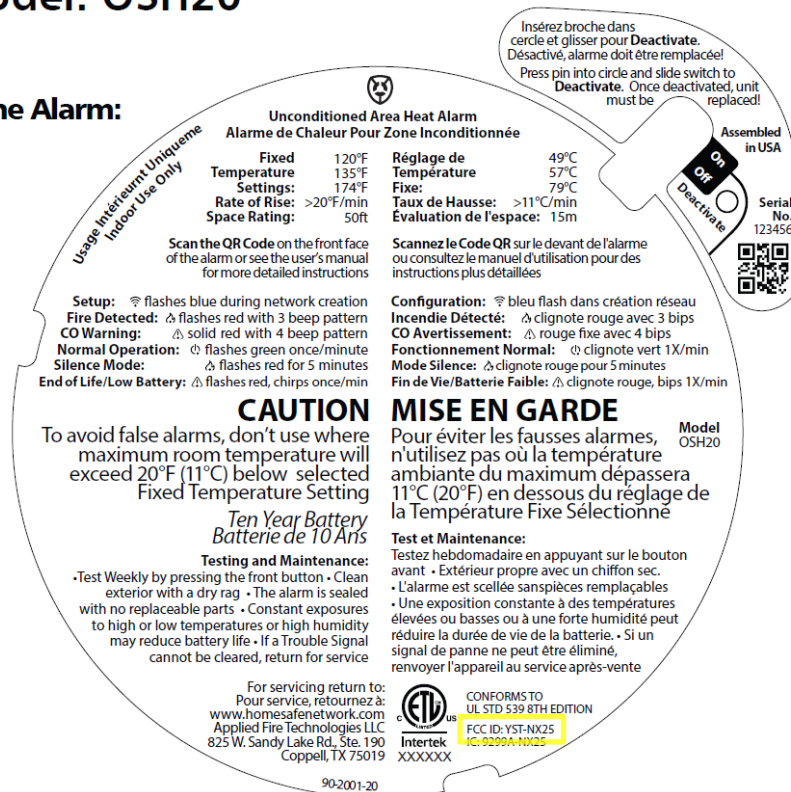 Model: OSH20
Insérez broche dans
cercle et glisser pour Deactivate.
Désactivé, alarme doit être remplacée!
Press pin into circle and slide switch to
Deactivate. Once deactivated, unit
must be replaced!
Alarm:
Assembled
in USA
On
Off
Deactivate
Serial
No.
123456
Usage Intérieurnt Uniqueme
Indoor Use Only
Unconditioned Area Heat Alarm
Alarme de Chaleur Pour Zone Inconditionnée
Fixed 120°F
Temperature 135°F
Settings: 174°F
Rate of Rise: >20°F/min
Space Rating: 50ft
Réglage de 49°C
Température 57°C
Fixe: 79°C
Taux de Hausse: >11°C/min
Évaluation de l'espace: 15m
Scan the QR Code on the front face
of the alarm or see the user's manual
for more detailed instructions
Scannez le Code QR sur le devant de l'alarme
ou consultez le manuel d'utilisation pour des
instructions plus détaillées
Setup: flashes blue during network creation
Fire Detected: flashes red with 3 beep pattern
CO Warning: solid red with 4 beep pattern
Normal Operation: flashes green once/minute
Silence Mode: flashes red for 5 minutes
End of Life/Low Battery: flashes red, chirps once/min
Configuration: bleu flash dans création réseau
Incendie Détecté: clignote rouge avec 3 bips
CO Avertissement: rouge fixe avec 4 bips
Fonctionnement Normal: clignote vert 1X/min
Mode Silence: clignote rouge pour 5 minutes
Fin de Vie/Batterie Faible: clignote rouge, bips 1X/min
CAUTION
To avoid false alarms, don't use where
maximum room temperature will
exceed 20°F (11°C) below selected
Fixed Temperature Setting
Ten Year Battery
Batterie de 10 Ans
MISE EN GARDE
Pour éviter les fausses alarmes,
n'utilisez pas où la température
ambiante du maximum dépassera
11°C (20°F) en dessous du réglage de
la Température Fixe Sélectionné
Model
OSH20
Testing and Maintenance:
•Test Weekly by pressing the front button • Clean
exterior with a dry rag • The alarm is sealed
with no replaceable parts • Constant exposures
to high or low temperatures or high humidity
may reduce battery life • If a Trouble Signal
cannot be cleared, return for service
Test et Maintenance:
Testez hebdomadaire en appuyant sur le bouton
avant • Extérieur propre avec un chiffon sec.
• L'alarme est scellée sanspièces remplaçables
• Une exposition constante à des températures
élevées ou basses ou à une forte humidité peut
réduire la durée de vie de la batterie. • Si un
signal de panne ne peut être éliminé,
renvoyer l'appareil au service après-vente
For servicing return to:
Pour service, retournez à:
www.homesafenetwork.com
Applied Fire Technologies LLC
825 W. Sandy Lake Rd., Ste. 190
Coppell, TX 75019
ETL
C US
Intertek
XXXXXX
CONFORMS TO
UL STD 539 8TH EDITION
FCC ID: YST-NX25
IC: 9299A-NX25
90-2001-20